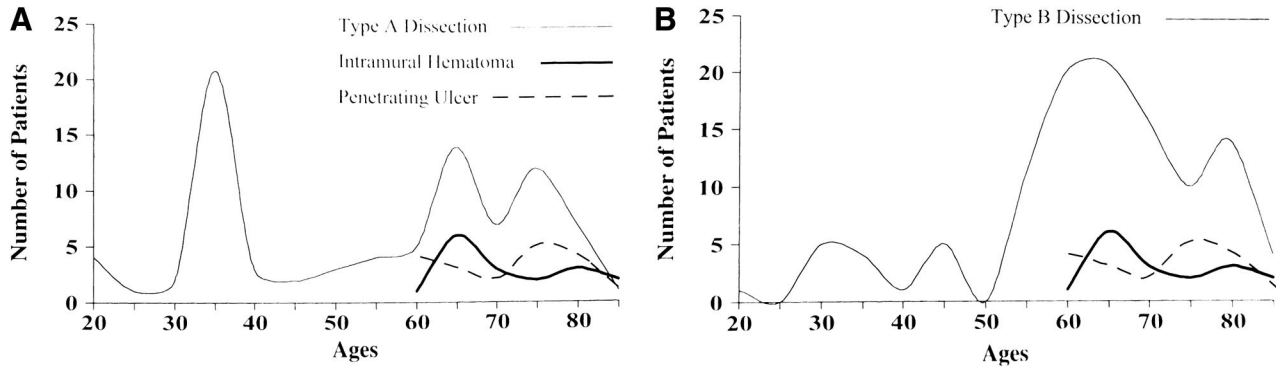 A
25
20
15
10
5
0
Number of Patients
Type A Dissection
Intramural Hematoma
Penetrating Ulcer
20 30 40 50 60 70 80
Ages
B
25
20
15
10
5
0
Number of Patients
Type B Dissection
20 30 40 50 60 70 80
Ages